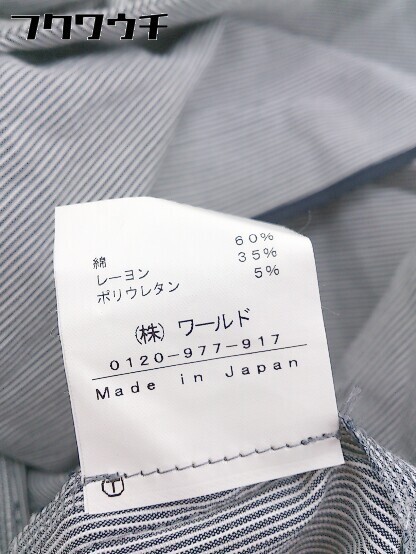 フクワウチ
綿 60%
レーヨン 35%
ポリウレタン 5%
(株) ワールド
0120-977-917
Made in Japan
T